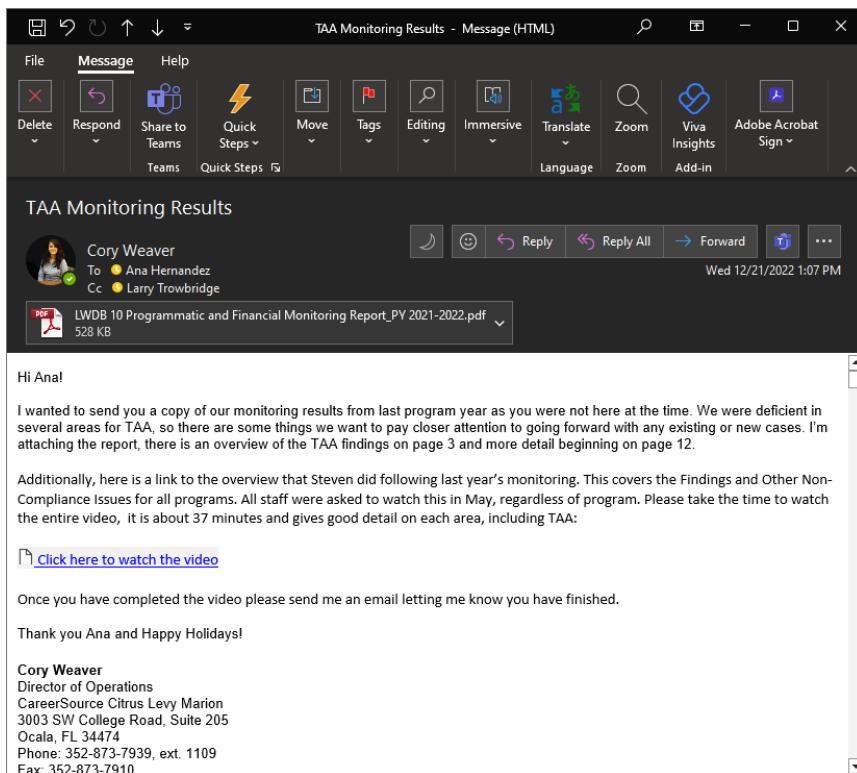 TAA Monitoring Results - Message (HTML)
File Message Help
Delete Respond Share to Teams Quick Steps Move Tags Editing Immersive Translate Zoom Viva Insights Adobe Acrobat Sign
Teams Quick Steps Language Zoom Add-in
TAA Monitoring Results
Cory Weaver
Reply Reply All Forward
To Ana Hernandez
Wed 12/21/2022 1:07 PM
Cc Larry Trowbridge
PDF LWDB 10 Programmatic and Financial Monitoring Report_PY 2021-2022.pdf
528 KB
Hi Ana!
I wanted to send you a copy of our monitoring results from last program year as you were not here at the time. We were deficient in
several areas for TAA, so there are some things we want to pay closer attention to going forward with any existing or new cases. I'm
attaching the report, there is an overview of the TAA findings on page 3 and more detail beginning on page 12.
Additionally, here is a link to the overview that Steven did following last year's monitoring. This covers the Findings and Other Non-
Compliance Issues for all programs. All staff were asked to watch this in May, regardless of program. Please take the time to watch
the entire video, it is about 37 minutes and gives good detail on each area, including TAA:
Click here to watch the video
Once you have completed the video please send me an email letting me know you have finished.
Thank you Ana and Happy Holidays!
Cory Weaver
Director of Operations
CareerSource Citrus Levy Marion
3003 SW College Road, Suite 205
Ocala, FL 34474
Phone: 352-873-7939, ext. 1109
Fax: 352-873-7910